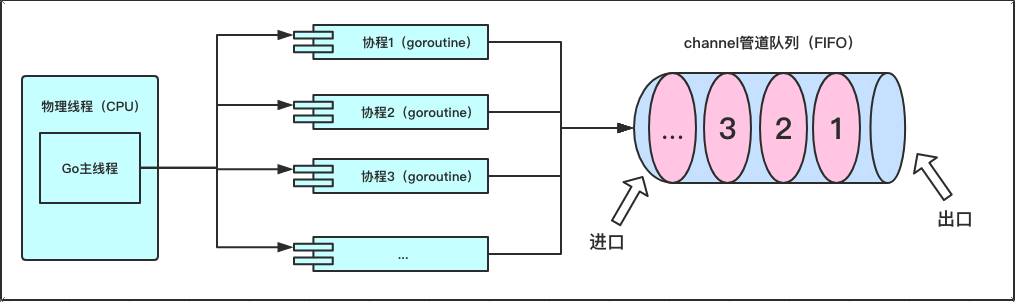 物理线程（CPU）
Go主线程
协程1（goroutine）
协程2（goroutine）
协程3（goroutine）
...
channel管道队列（FIFO）
... 3 2 1
进口
出口